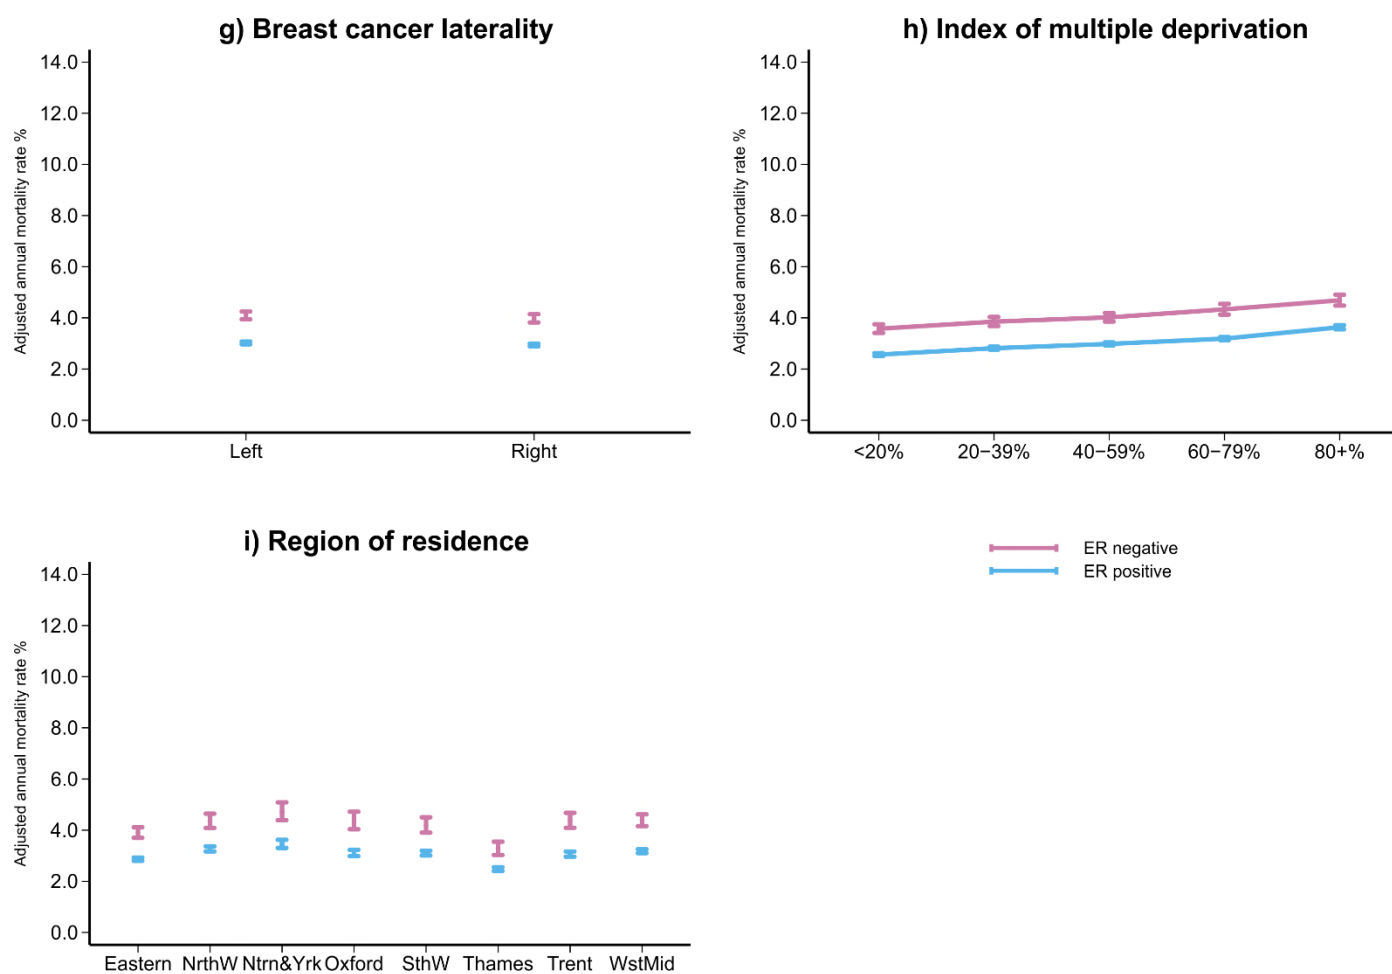 g) Breast cancer laterality
Adjusted annual mortality rate %
14.0
12.0
10.0
8.0
6.0
4.0
2.0
0.0
Left Right
h) Index of multiple deprivation
Adjusted annual mortality rate %
14.0
12.0
10.0
8.0
6.0
4.0
2.0
0.0
<20% 20−39% 40−59% 60−79% 80+%
i) Region of residence
Adjusted annual mortality rate %
14.0
12.0
10.0
8.0
6.0
4.0
2.0
0.0
Eastern NrthW Ntrn&Yrk Oxford SthW Thames Trent WstMid
ER negative
ER positive